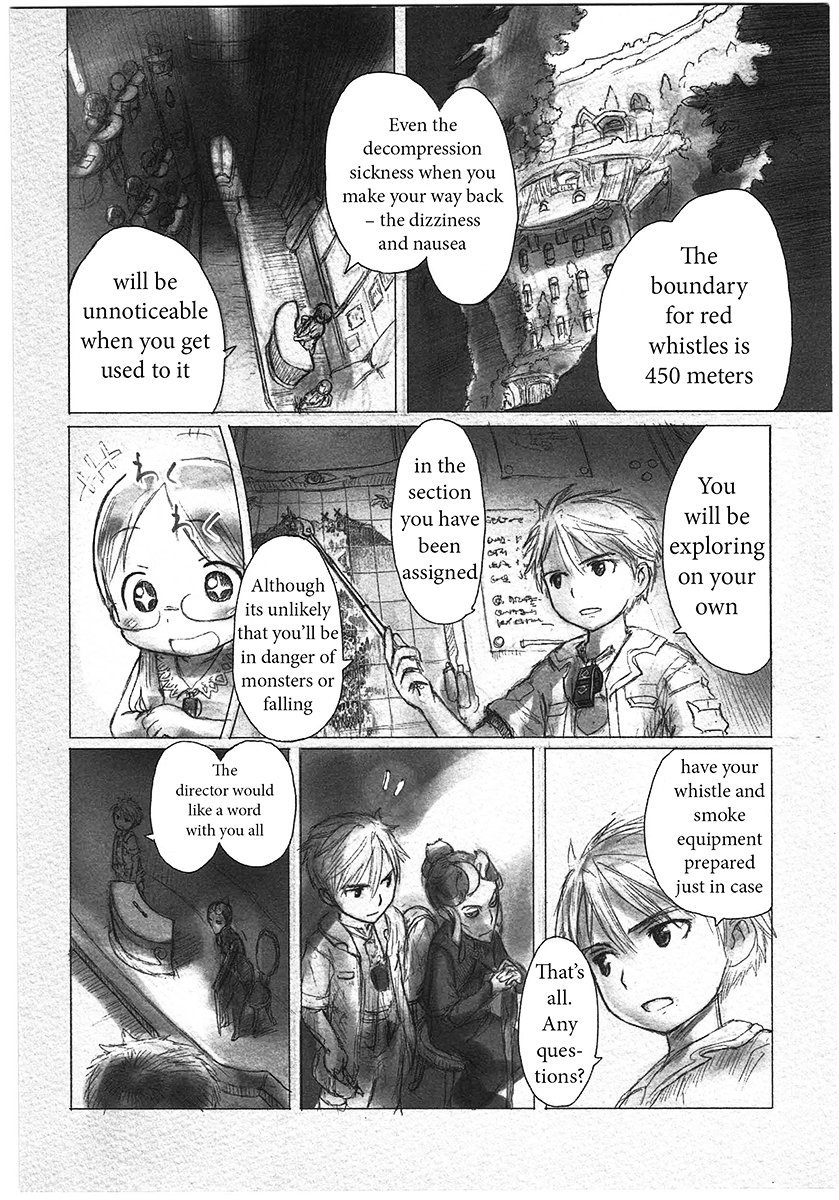 The
boundary
for red
whistles is
450 meters
Even the
decompression
sickness when you
make your way back
– the dizziness
and nausea
will be
unnoticeable
when you get
used to it
You
will be
exploring
on your
own
in the
section
you have
been
assigned
Although
its unlikely
that you'll be
in danger of
monsters or
falling
わく
わく
have your
whistle and
smoke
equipment
prepared
just in case
That's
all.
Any
ques-
tions?
The
director would
like a word
with you all